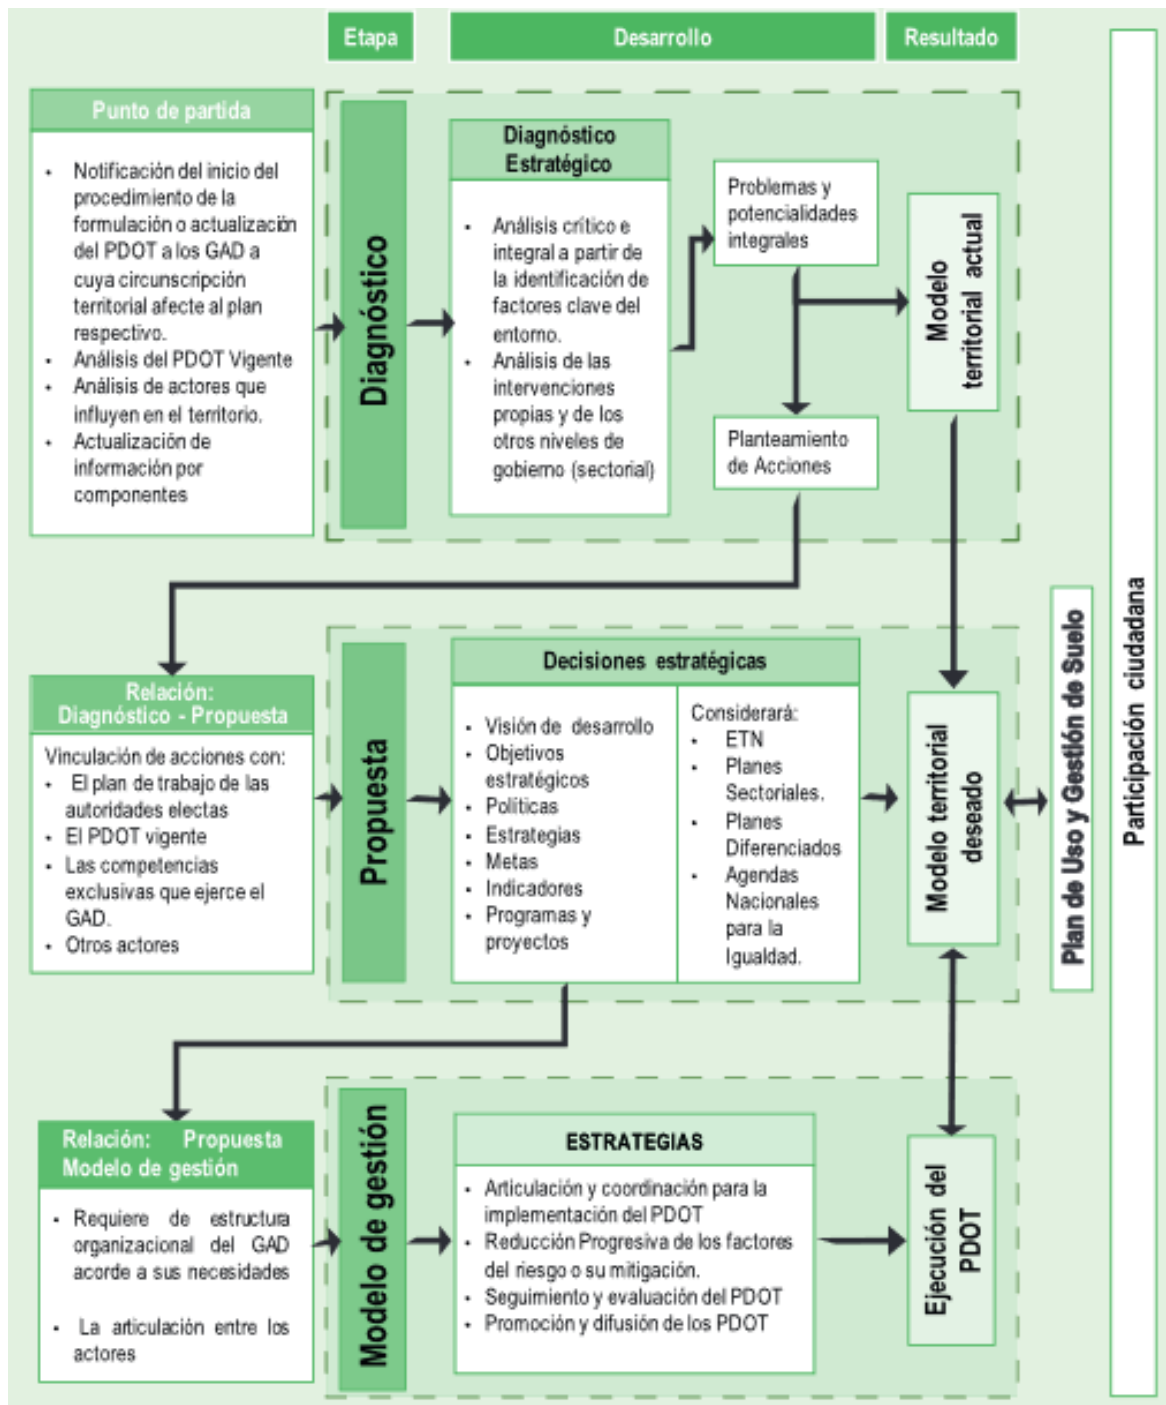 Etapa
Desarrollo
Resultado
Punto de partida
• Notificación del inicio del
procedimiento de la
formulación o actualización
del PDOT a los GAD a
cuya circunscripción
territorial afecte al plan
respectivo.
• Análisis del PDOT Vigente
• Análisis de actores que
influyen en el territorio.
• Actualización de
información por
componentes
Diagnóstico
Diagnóstico
Estratégico
• Análisis crítico e
integral a partir de
la identificación de
factores clave del
entorno.
• Análisis de las
intervenciones
propias y de los
otros niveles de
gobierno (sectorial)
Problemas y
potencialidades
integrales
Planteamiento
de Acciones
Modelo
territorial actual
Relación:
Diagnóstico - Propuesta
Vinculación de acciones con:
• El plan de trabajo de las
autoridades electas
• El PDOT vigente
• Las competencias
exclusivas que ejerce el
GAD.
• Otros actores
Propuesta
Decisiones estratégicas
• Visión de desarrollo
• Objetivos
estratégicos
• Políticas
• Estrategias
• Metas
• Indicadores
• Programas y
proyectos
Considerará:
• ETN
• Planes
Sectoriales.
• Planes
Diferenciados
• Agendas
Nacionales
para la
Igualdad.
Modelo territorial
deseado
Plan de Uso y Gestión de Suelo
Participación ciudadana
Relación: Propuesta
Modelo de gestión
• Requiere de estructura
organizacional del GAD
acorde a sus necesidades
• La articulación entre los
actores
Modelo de gestión
ESTRATEGIAS
• Articulación y coordinación para la
implementación del PDOT
• Reducción Progresiva de los factores
del riesgo o su mitigación.
• Seguimiento y evaluación del PDOT
• Promoción y difusión de los PDOT
Ejecución del
PDOT